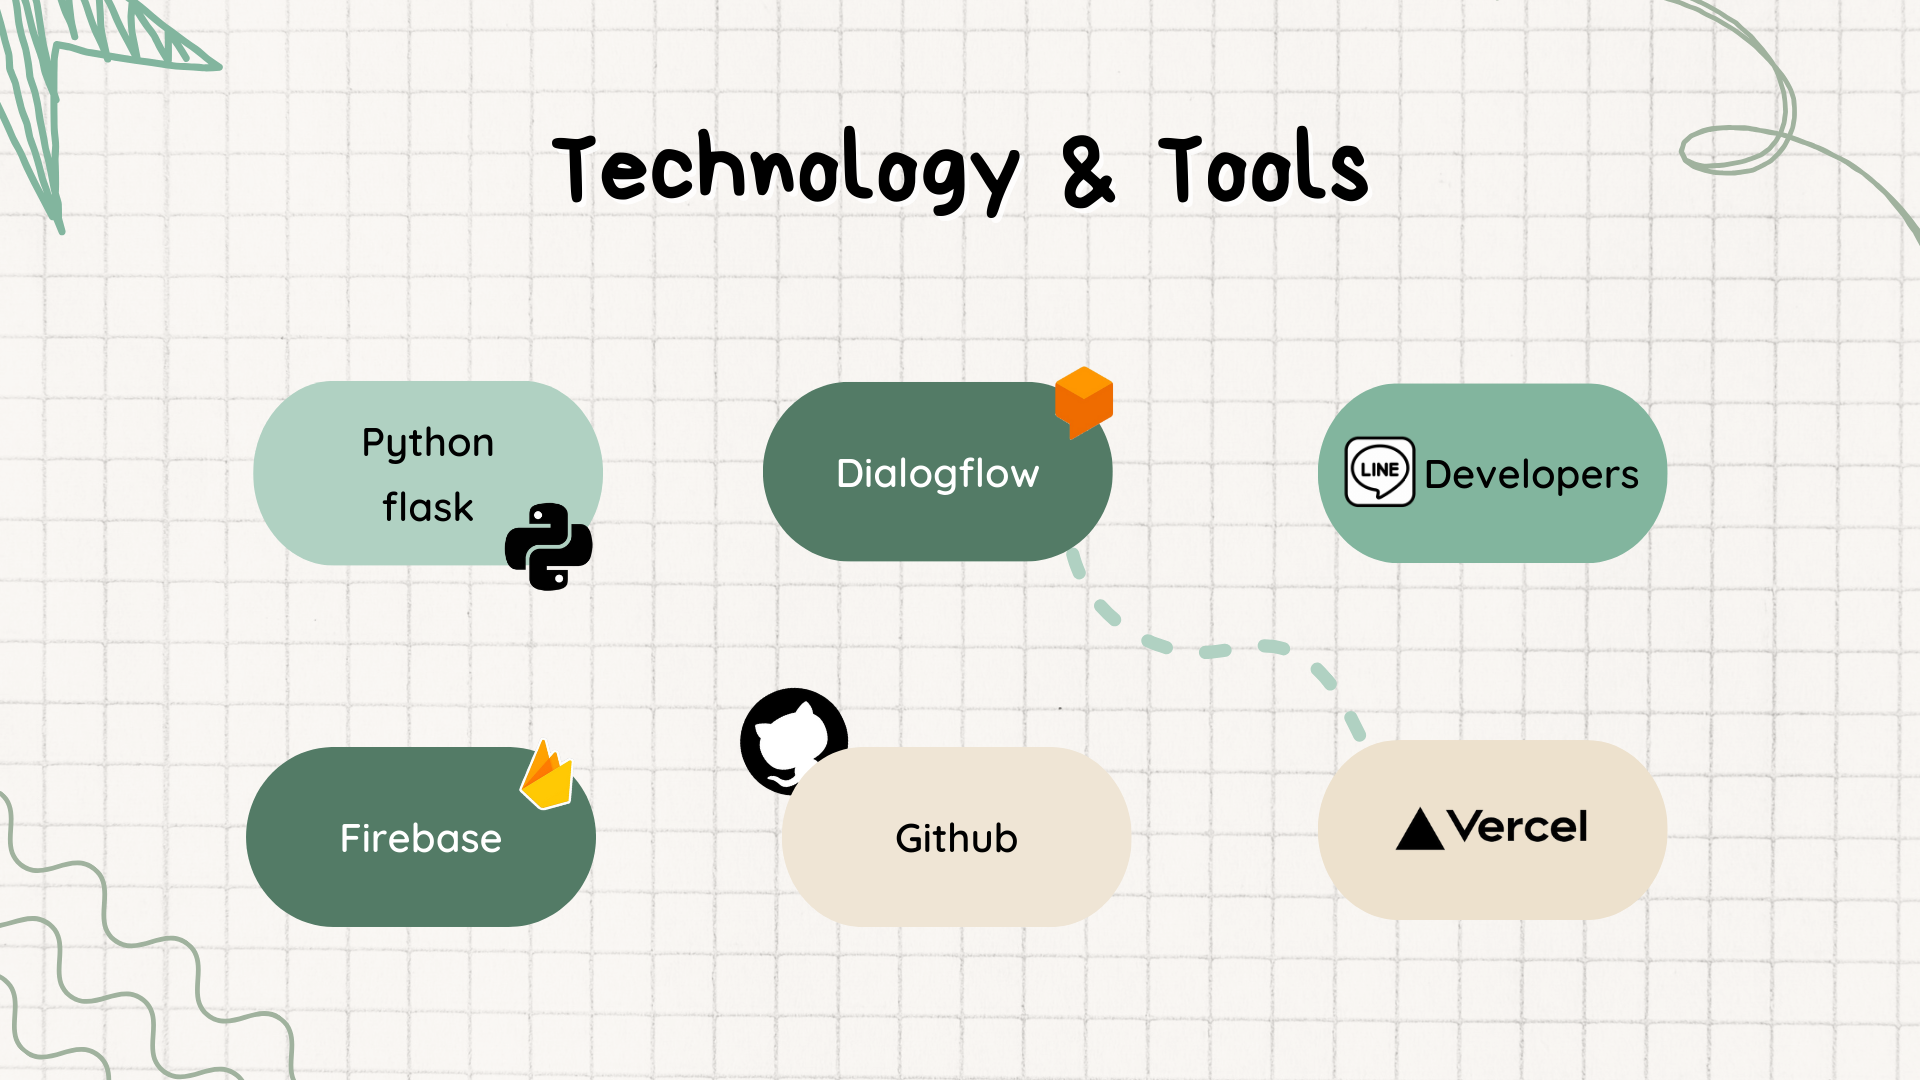 Technology & Tools
Python
flask
Dialogflow
LINE Developers
Firebase
Github
Vercel